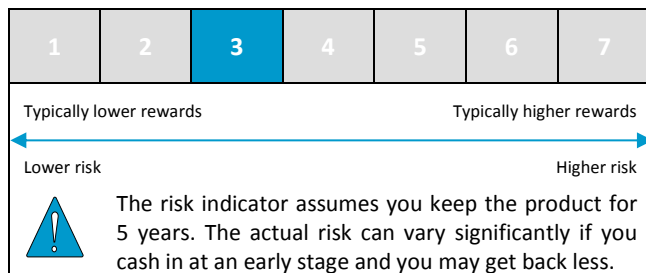 1 2 3 4 5 6 7
Typically lower rewards Typically higher rewards
Lower risk Higher risk
The risk indicator assumes you keep the product for
5 years. The actual risk can vary significantly if you
cash in at an early stage and you may get back less.